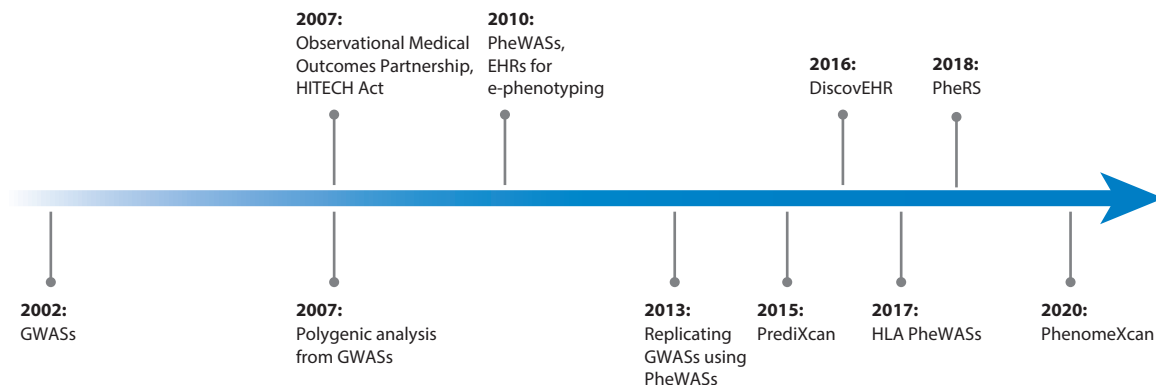 2007:
Observational Medical
Outcomes Partnership,
HITECH Act
2010:
PheWASs,
EHRs for
e-phenotyping
2016:
DiscovEHR
2018:
PheRS
2002:
GWASs
2007:
Polygenic analysis
from GWASs
2013:
Replicating
GWASs using
PheWASs
2015:
PrediXcan
2017:
HLA PheWASs
2020:
PhenomeXcan